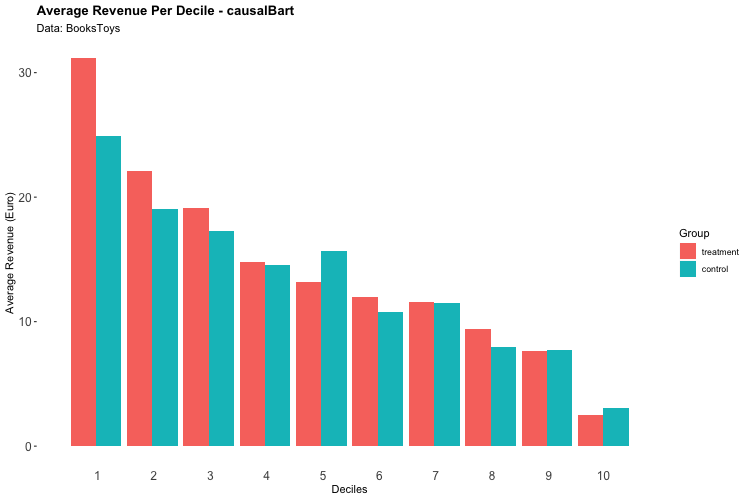 Average Revenue Per Decile - causalBart
Data: BooksToys
30
20
10
0
Average Revenue (Euro)
1 2 3 4 5 6 7 8 9 10
Deciles
Group
treatment
control